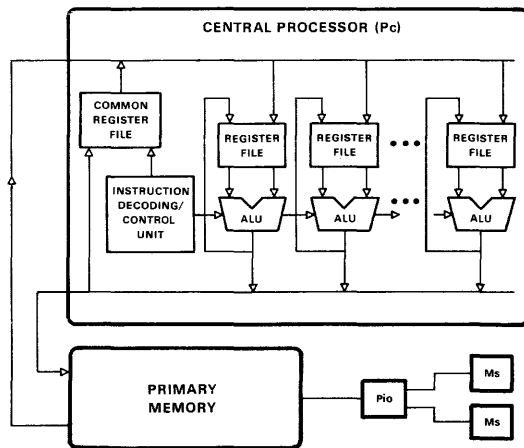 CENTRAL PROCESSOR (Pc)
COMMON
REGISTER
FILE
REGISTER
FILE
REGISTER
FILE
REGISTER
FILE
INSTRUCTION
DECODING/
CONTROL
UNIT
ALU
ALU
ALU
PRIMARY
MEMORY
Pio
Ms
Ms